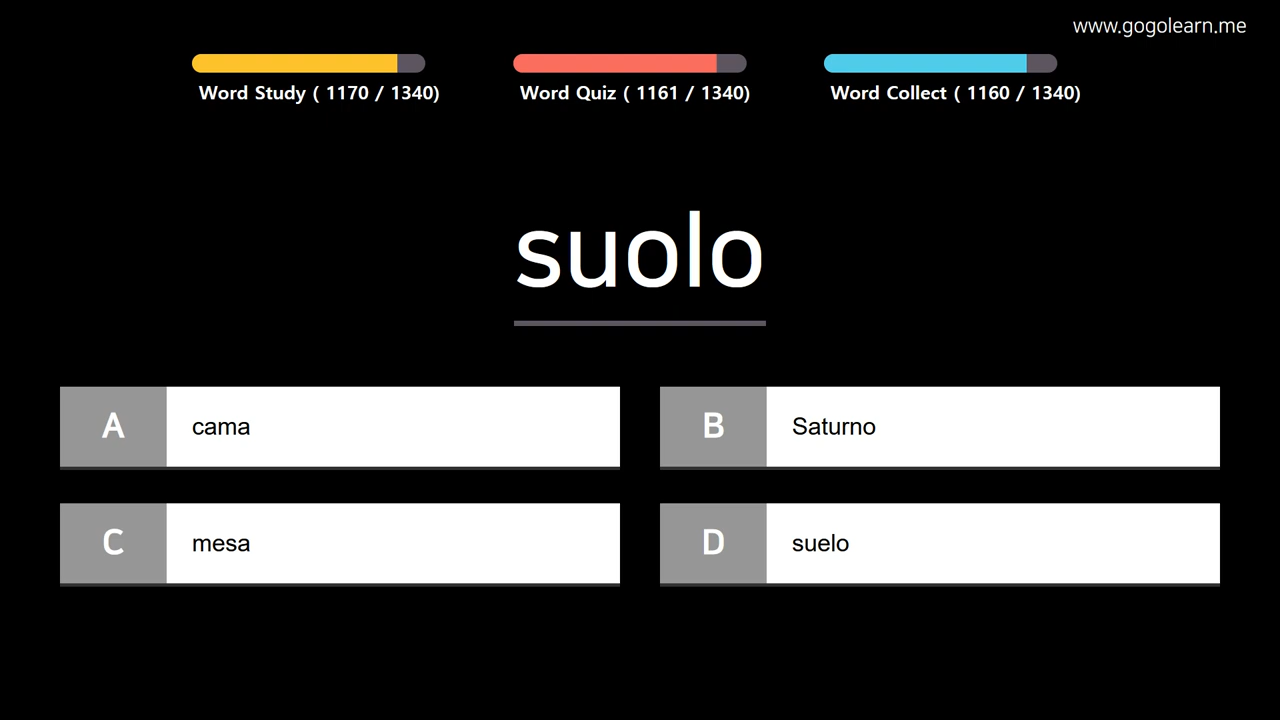 www.gogolearn.me
Word Study ( 1170 / 1340)
Word Quiz ( 1161 / 1340)
Word Collect ( 1160 / 1340)
suolo
A cama
B Saturno
C mesa
D suelo